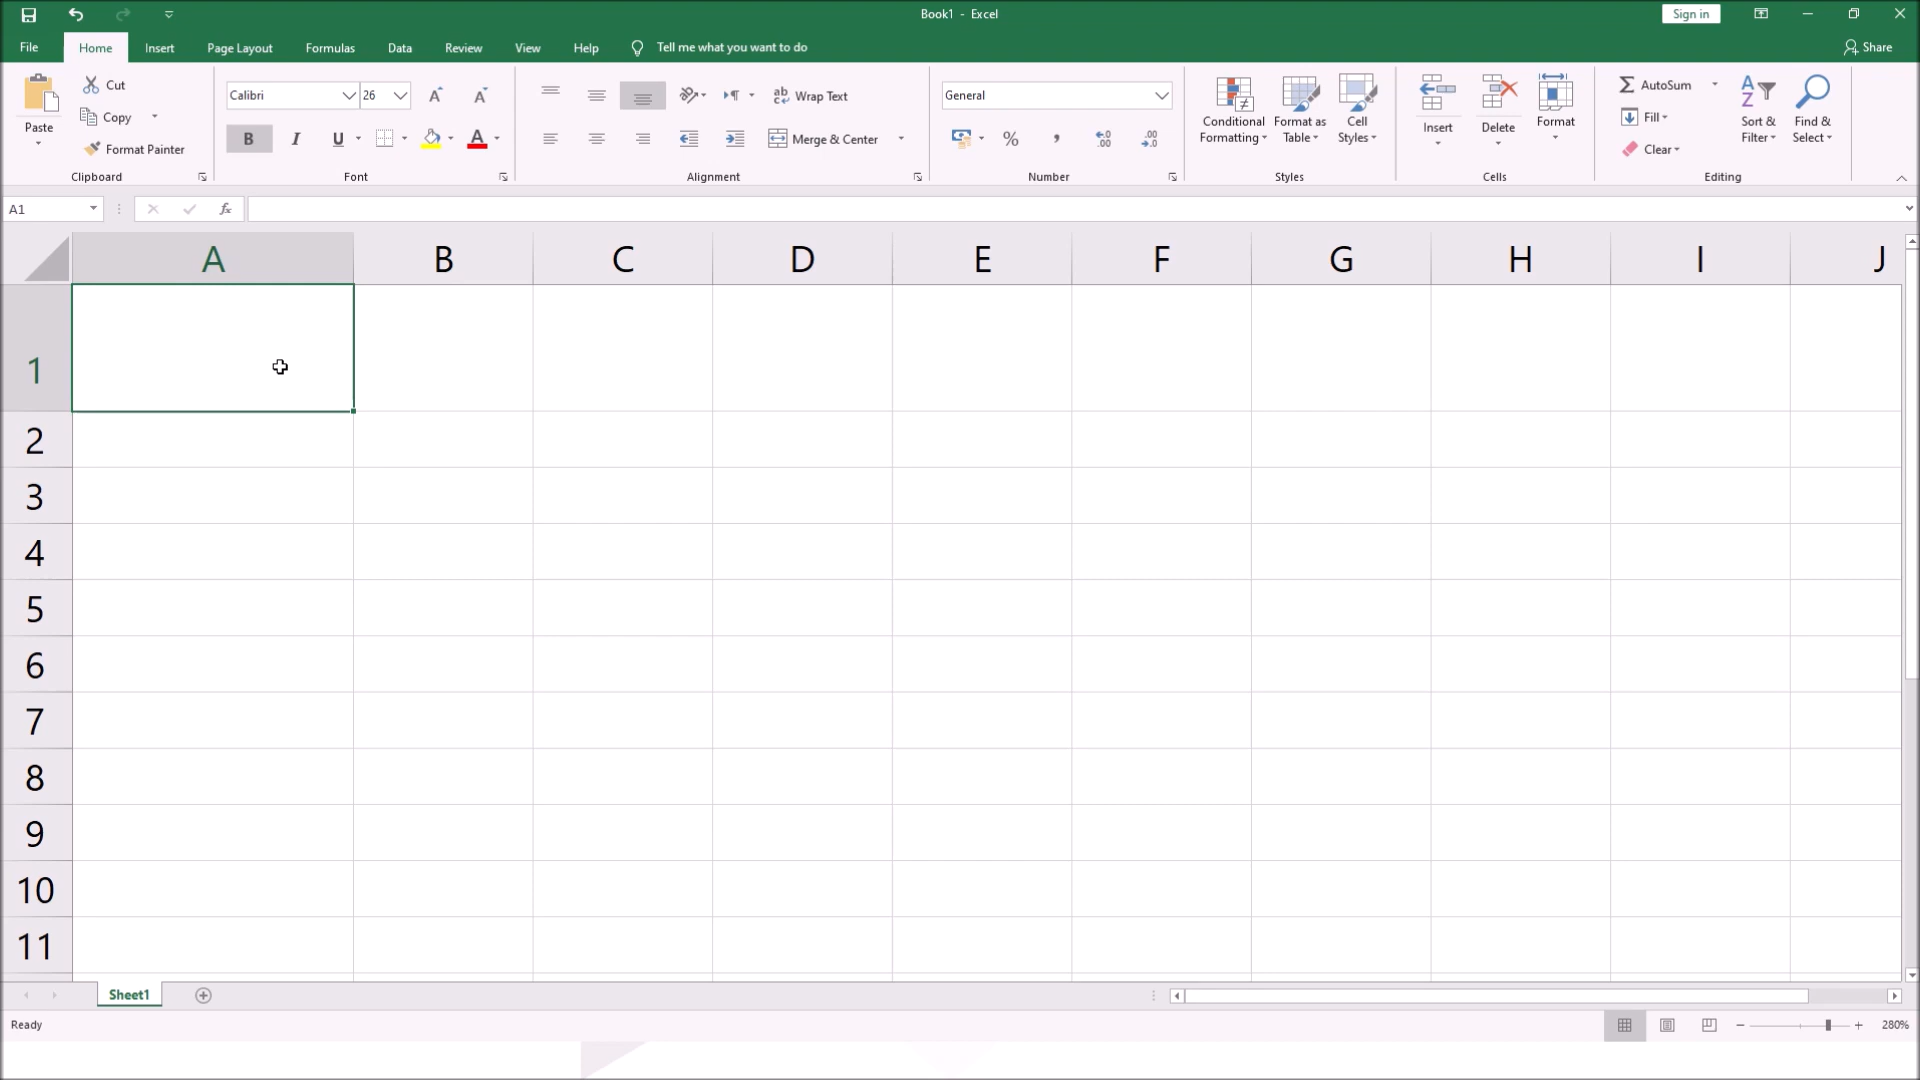 Book1 - Excel
Sign in
File Home Insert Page Layout Formulas Data Review View Help Tell me what you want to do Share
Paste
Cut
Copy
Format Painter
Clipboard
Calibri 26
B I U A
Font
ab Wrap Text
Merge & Center
Alignment
General
% , .00 .00
Number
Conditional Formatting
Format as Table
Cell Styles
Styles
Insert
Delete
Format
Cells
AutoSum
Fill
Clear
Sort & Filter
Find & Select
Editing
A1 fx
A B C D E F G H I J
1
2
3
4
5
6
7
8
9
10
11
Sheet1
Ready 280%